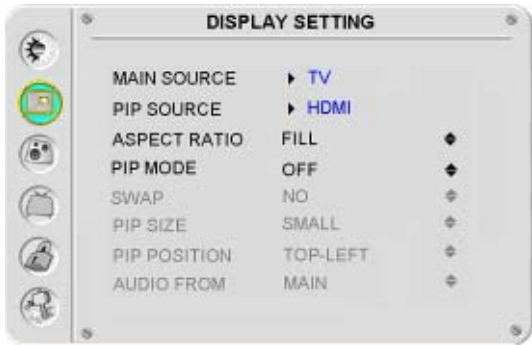 DISPLAY SETTING
MAIN SOURCE TV
PIP SOURCE HDMI
ASPECT RATIO FILL
PIP MODE OFF
SWAP NO
PIP SIZE SMALL
PIP POSITION TOP-LEFT
AUDIO FROM MAIN